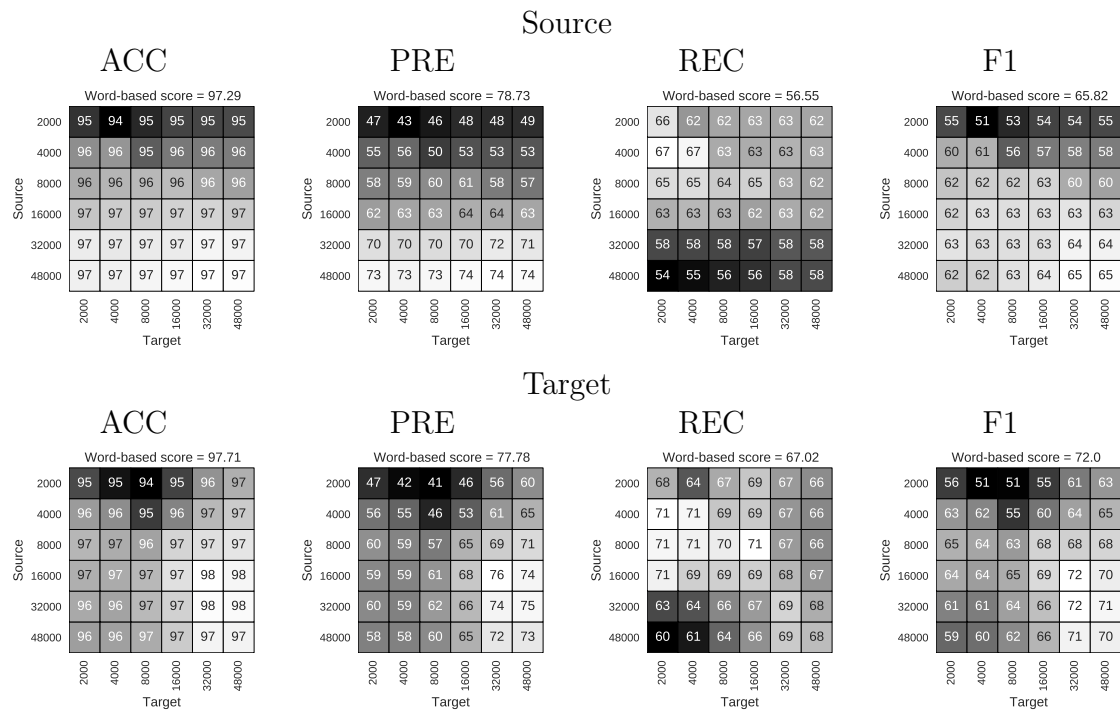 Source
ACC PRE REC F1
Word-based score = 97.29 Word-based score = 78.73 Word-based score = 56.55 Word-based score = 65.82
2000 95 94 95 95 95 95 2000 47 43 46 48 48 49 2000 66 62 62 63 63 62 2000 55 51 53 54 54 55
4000 96 96 95 96 96 96 4000 55 56 50 53 53 53 4000 67 67 63 63 63 63 4000 60 61 56 57 58 58
8000 96 96 96 96 96 96 8000 58 59 60 61 58 57 8000 65 65 64 65 63 62 8000 62 62 62 63 60 60
16000 97 97 97 97 97 97 16000 62 63 63 64 64 63 16000 63 63 63 62 63 62 16000 62 63 63 63 63 63
32000 97 97 97 97 97 97 32000 70 70 70 70 72 71 32000 58 58 58 57 58 58 32000 63 63 63 63 64 64
48000 97 97 97 97 97 97 48000 73 73 73 74 74 74 48000 54 55 56 56 58 58 48000 62 62 63 64 65 65
Source Source Source Source
2000 4000 8000 16000 32000 48000 2000 4000 8000 16000 32000 48000 2000 4000 8000 16000 32000 48000 2000 4000 8000 16000 32000 48000
Target Target Target Target
Target
ACC PRE REC F1
Word-based score = 97.71 Word-based score = 77.78 Word-based score = 67.02 Word-based score = 72.0
2000 95 95 94 95 96 97 2000 47 42 41 46 56 60 2000 68 64 67 69 67 66 2000 56 51 51 55 61 63
4000 96 96 95 96 97 97 4000 56 55 46 53 61 65 4000 71 71 69 69 67 66 4000 63 62 55 60 64 65
8000 97 97 96 97 97 97 8000 60 59 57 65 69 71 8000 71 71 70 71 67 66 8000 65 64 63 68 68 68
16000 97 97 97 97 98 98 16000 59 59 61 68 76 74 16000 71 69 69 69 68 67 16000 64 64 65 69 72 70
32000 96 96 97 97 98 98 32000 60 59 62 66 74 75 32000 63 64 66 67 69 68 32000 61 61 64 66 72 71
48000 96 96 97 97 97 97 48000 58 58 60 65 72 73 48000 60 61 64 66 69 68 48000 59 60 62 66 71 70
Source Source Source Source
2000 4000 8000 16000 32000 48000 2000 4000 8000 16000 32000 48000 2000 4000 8000 16000 32000 48000 2000 4000 8000 16000 32000 48000
Target Target Target Target